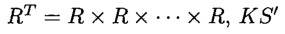 R^T = R × R × ⋯ × R, KS′